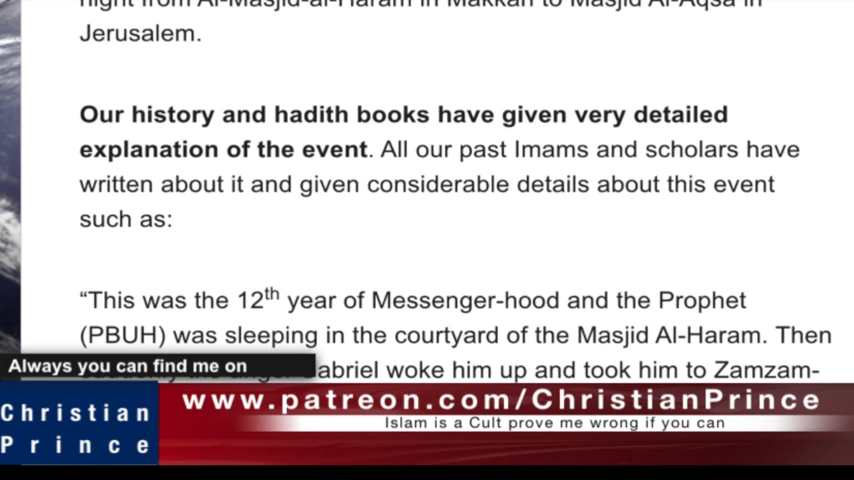 night from Al-Masjid-al-Haram in Makkah to Masjid Al-Aqsa in
Jerusalem.
Our history and hadith books have given very detailed
explanation of the event. All our past Imams and scholars have
written about it and given considerable details about this event
such as:
“This was the 12th year of Messenger-hood and the Prophet
(PBUH) was sleeping in the courtyard of the Masjid Al-Haram. Then
suddenly the angel Gabriel woke him up and took him to Zamzam-
Always you can find me on
Christian
Prince
www.patreon.com/ChristianPrince
Islam is a Cult prove me wrong if you can